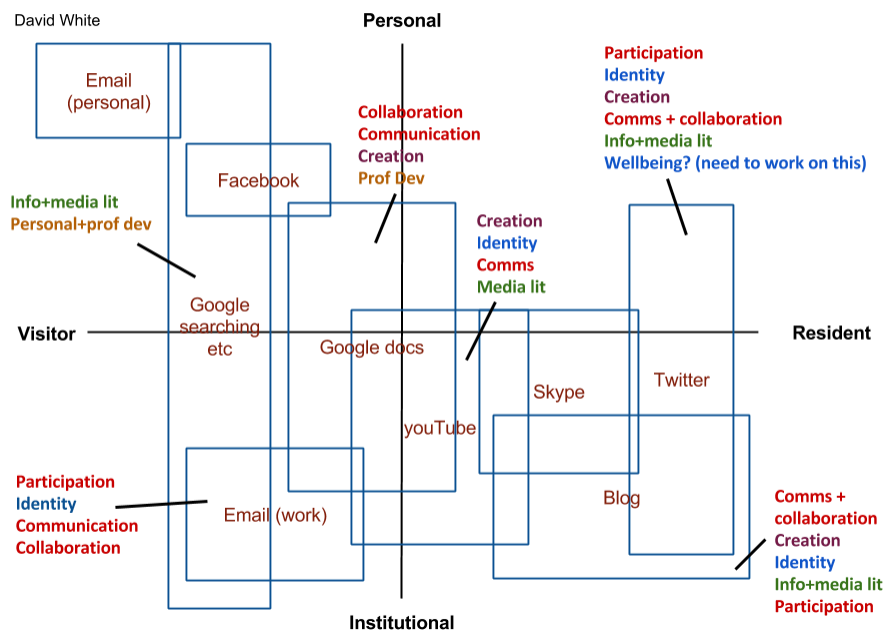 David White
Personal
Email
(personal)
Participation
Identity
Creation
Comms + collaboration
Info+media lit
Wellbeing? (need to work on this)
Collaboration
Communication
Creation
Prof Dev
Facebook
Info+media lit
Personal+prof dev
Creation
Identity
Comms
Media lit
Google
searching
etc
Visitor
Resident
Google docs
Skype
Twitter
youTube
Participation
Identity
Communication
Collaboration
Email (work)
Blog
Comms +
collaboration
Creation
Identity
Info+media lit
Participation
Institutional